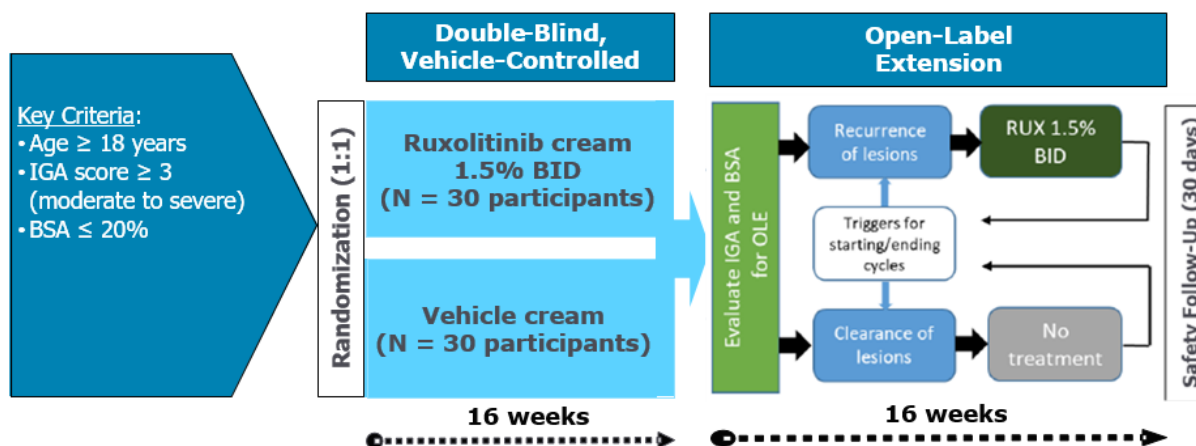 Key Criteria:
• Age ≥ 18 years
• IGA score ≥ 3
(moderate to severe)
• BSA ≤ 20%
Randomization (1:1)
Double-Blind,
Vehicle-Controlled
Ruxolitinib cream
1.5% BID
(N = 30 participants)
Vehicle cream
(N = 30 participants)
16 weeks
Open-Label
Extension
Evaluate IGA and BSA
for OLE
Recurrence
of lesions
RUX 1.5%
BID
Triggers for
starting/ending
cycles
Clearance of
lesions
No
treatment
16 weeks
Safety Follow-Up (30 days)